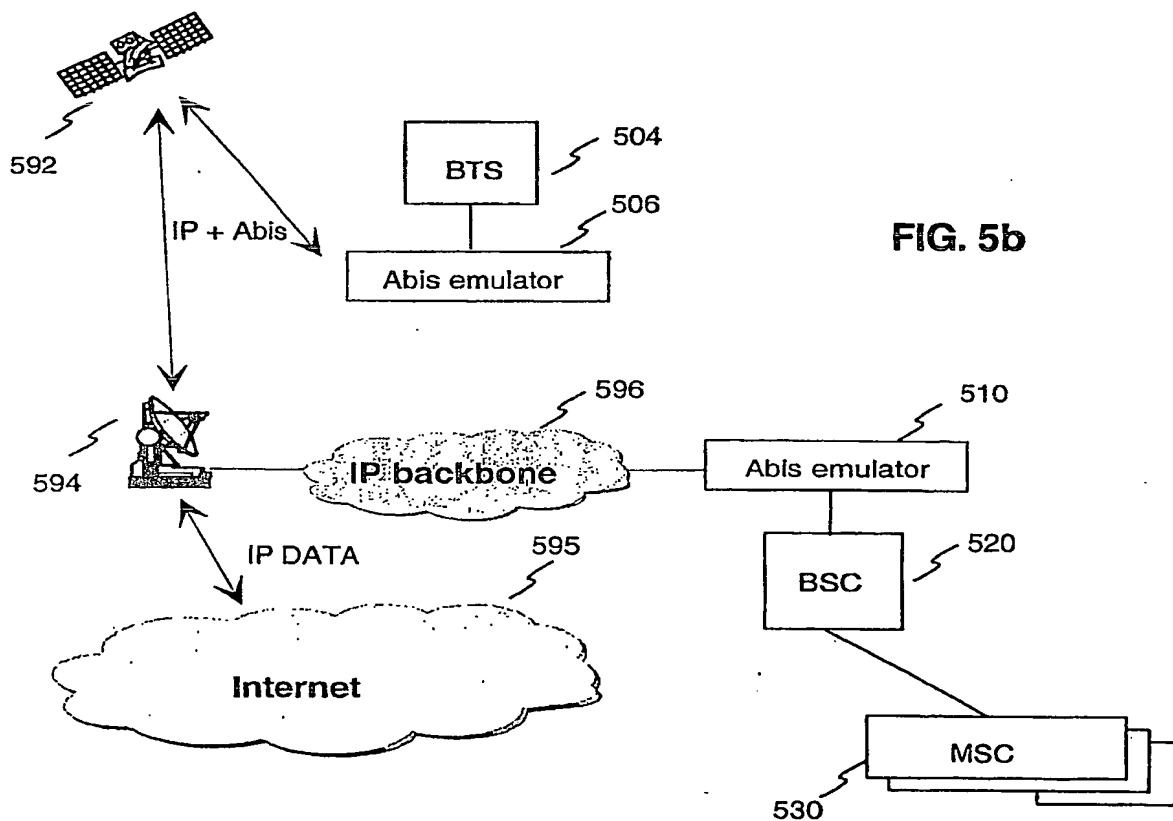 592
504
BTS
506
IP + Abis
FIG. 5b
Abis emulator
596
510
594
IP backbone
Abis emulator
IP DATA
595
520
BSC
Internet
MSC
530